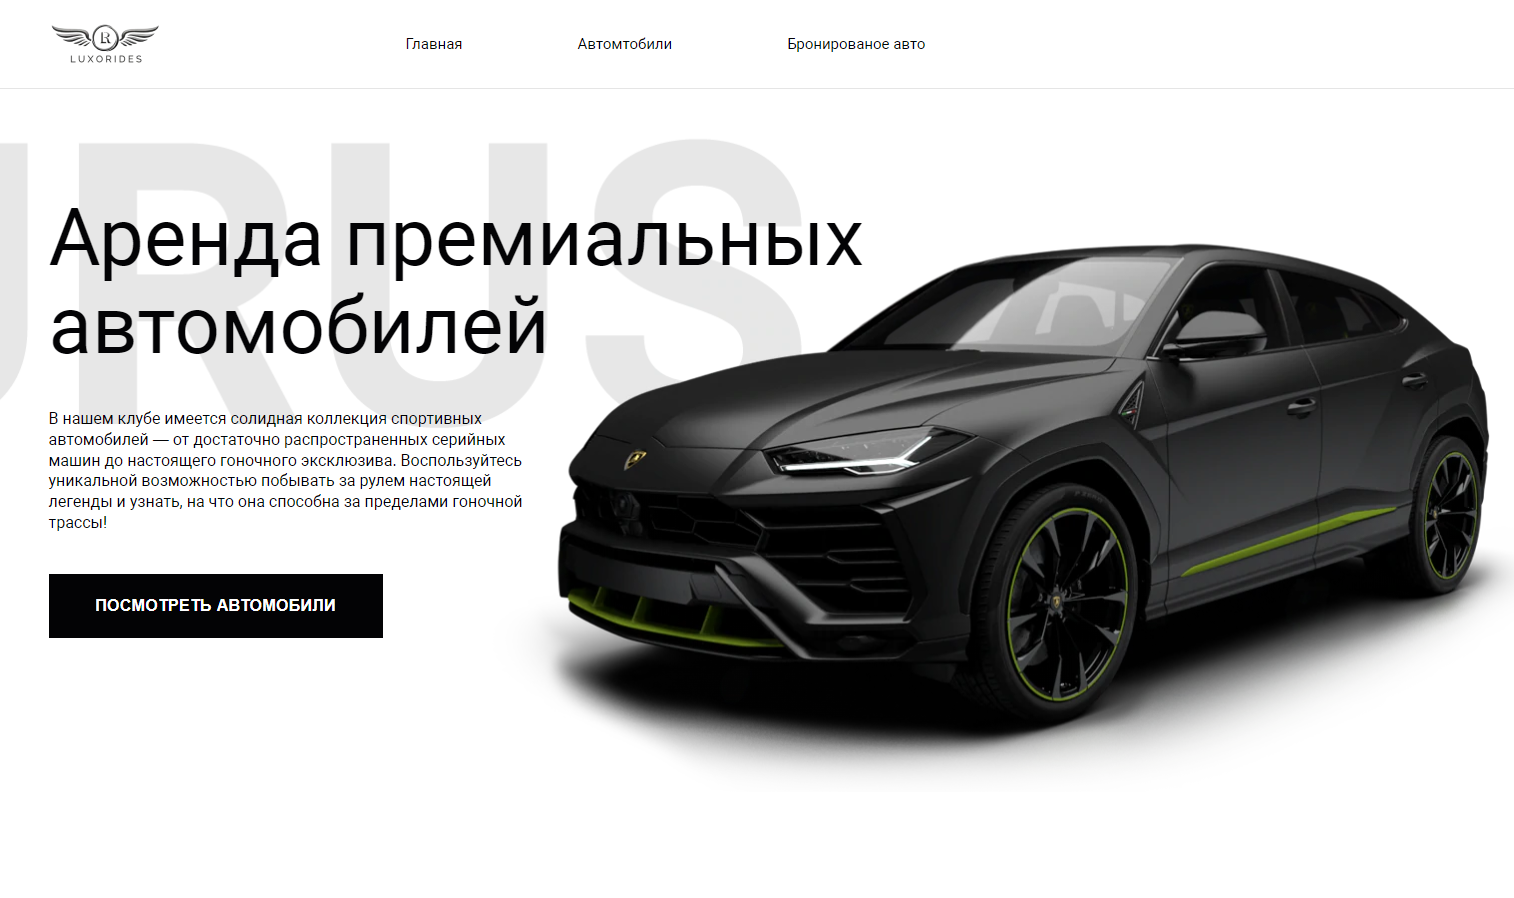 LR
LUXORIDES
Главная
Автомтобили
Бронированое авто
URUS
Аренда премиальных
автомобилей
В нашем клубе имеется солидная коллекция спортивных
автомобилей — от достаточно распространенных серийных
машин до настоящего гоночного эксклюзива. Воспользуйтесь
уникальной возможностью побывать за рулем настоящей
легенды и узнать, на что она способна за пределами гоночной
трассы!
ПОСМОТРЕТЬ АВТОМОБИЛИ